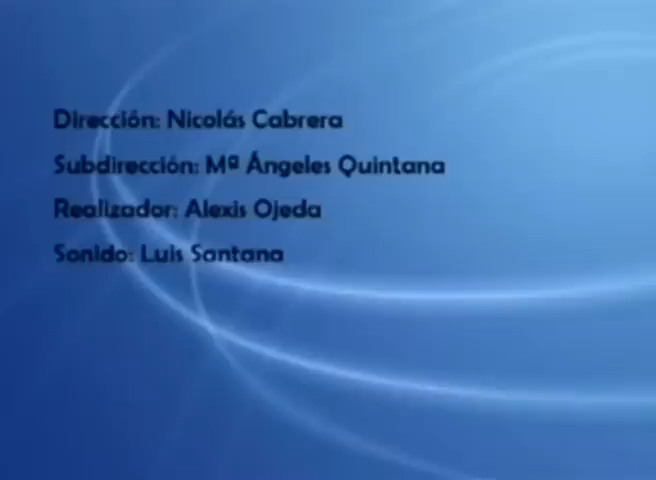 Dirección: Nicolás Cabrera
Subdirección: Mª Ángeles Quintana
Realizador: Alexis Ojeda
Sonido: Luis Santana